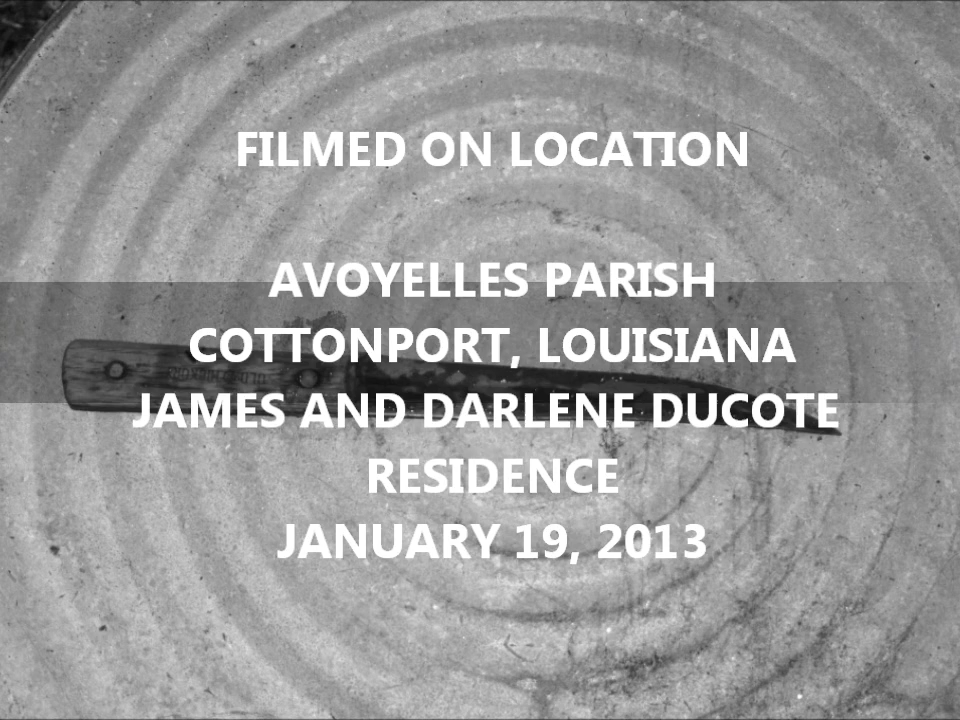 FILMED ON LOCATION
AVOYELLES PARISH
COTTONPORT, LOUISIANA
JAMES AND DARLENE DUCOTE
RESIDENCE
JANUARY 19, 2013